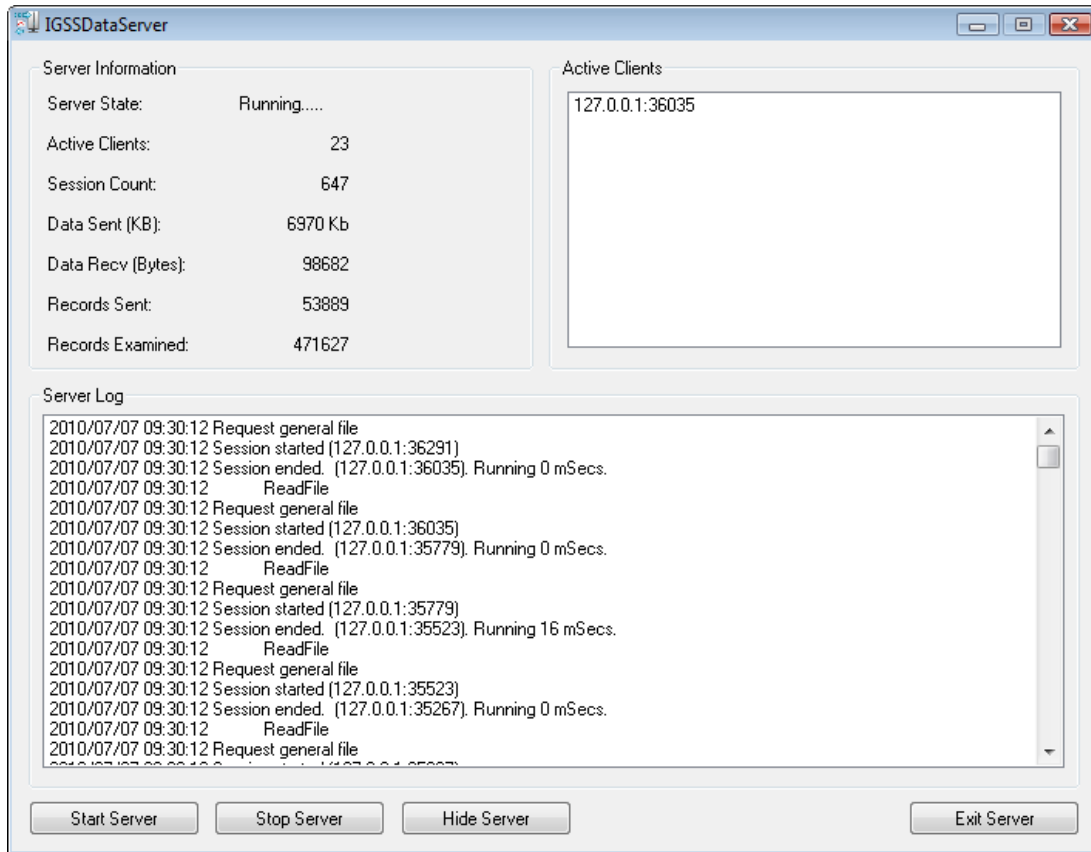 IGSSDataServer
Server Information
Server State: Running.....
Active Clients: 23
Session Count: 647
Data Sent (KB): 6970 Kb
Data Recv (Bytes): 98682
Records Sent: 53889
Records Examined: 471627
Active Clients
127.0.0.1:36035
Server Log
2010/07/07 09:30:12 Request general file
2010/07/07 09:30:12 Session started (127.0.0.1:36291)
2010/07/07 09:30:12 Session ended. (127.0.0.1:36035). Running 0 mSecs.
2010/07/07 09:30:12 ReadFile
2010/07/07 09:30:12 Request general file
2010/07/07 09:30:12 Session started (127.0.0.1:36035)
2010/07/07 09:30:12 Session ended. (127.0.0.1:35779). Running 0 mSecs.
2010/07/07 09:30:12 ReadFile
2010/07/07 09:30:12 Request general file
2010/07/07 09:30:12 Session started (127.0.0.1:35779)
2010/07/07 09:30:12 Session ended. (127.0.0.1:35523). Running 16 mSecs.
2010/07/07 09:30:12 ReadFile
2010/07/07 09:30:12 Request general file
2010/07/07 09:30:12 Session started (127.0.0.1:35523)
2010/07/07 09:30:12 Session ended. (127.0.0.1:35267). Running 0 mSecs.
2010/07/07 09:30:12 ReadFile
2010/07/07 09:30:12 Request general file
Start Server
Stop Server
Hide Server
Exit Server